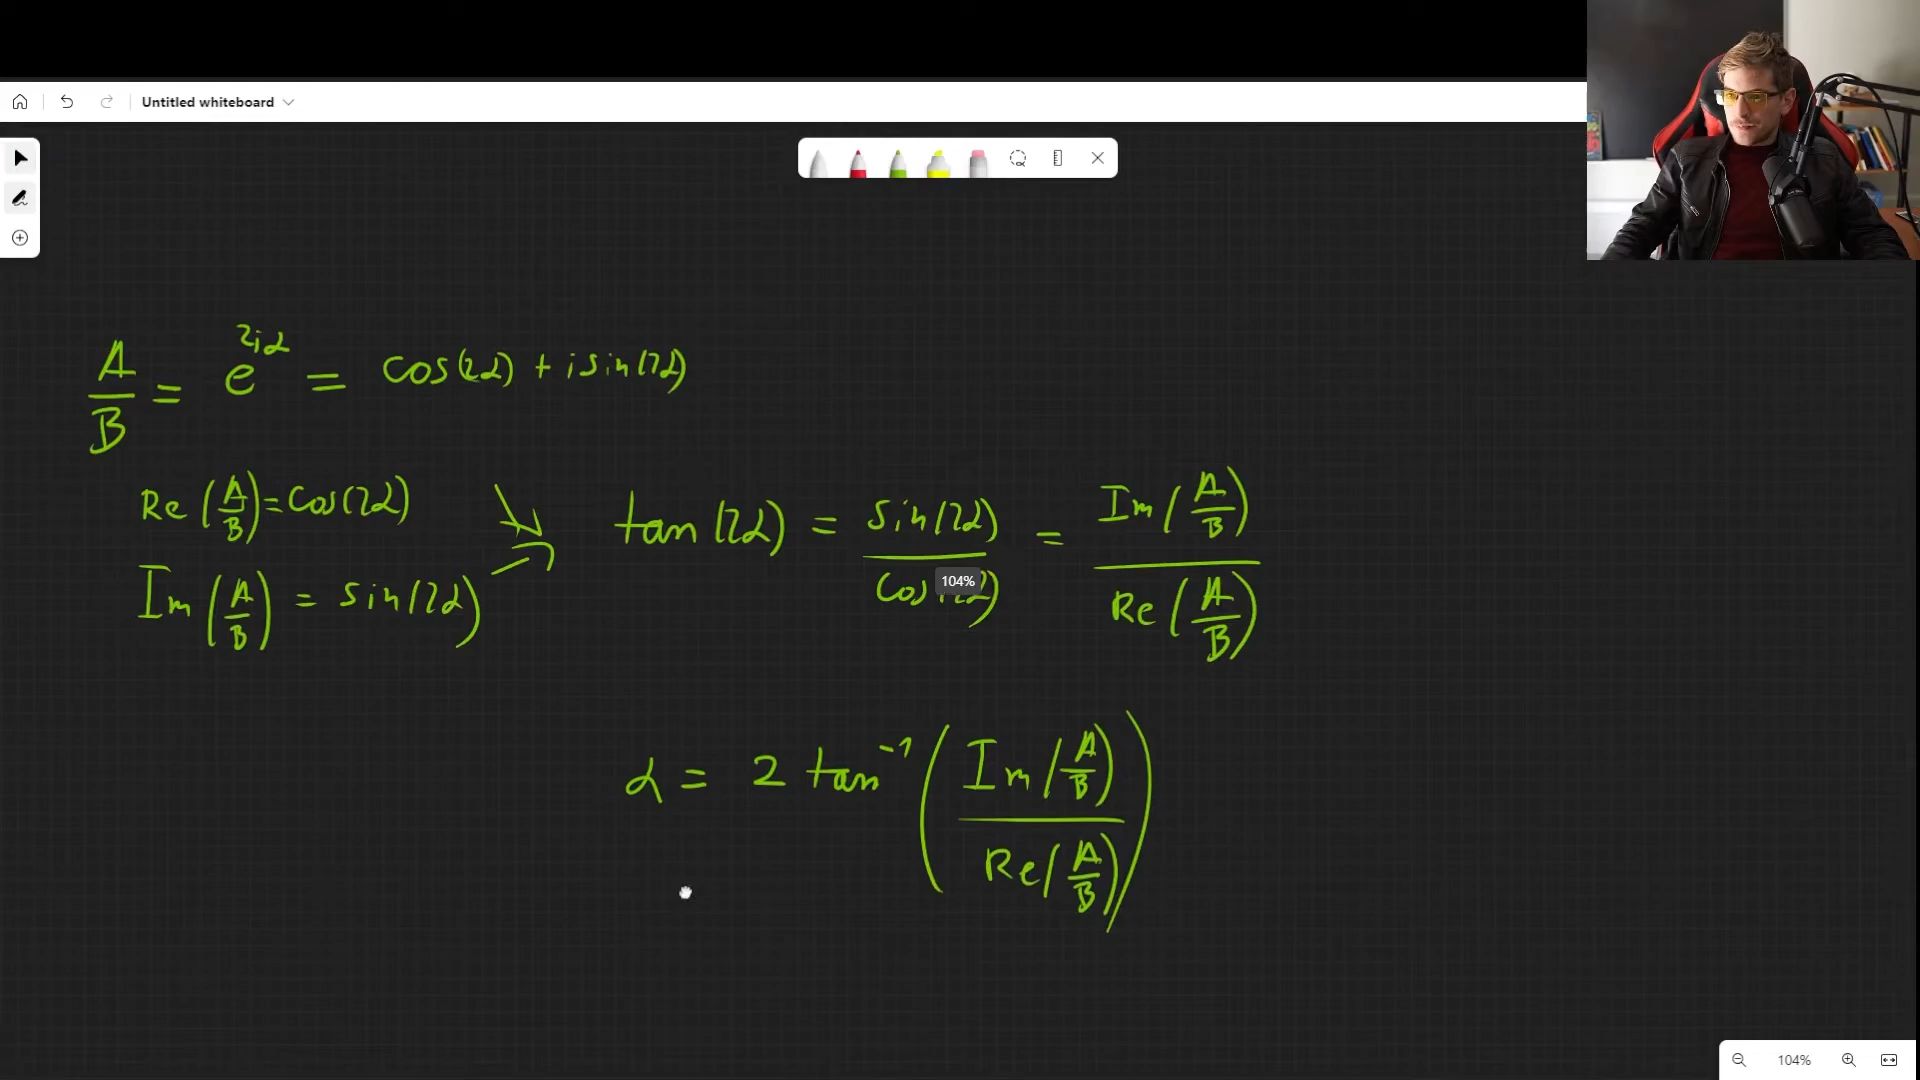 Untitled whiteboard
A/B = e^{2iα} = cos(2α) + i sin(2α)
Re(A/B) = cos(2α)
Im(A/B) = sin(2α)
tan(2α) = sin(2α)/cos(2α) = Im(A/B)/Re(A/B)
104%
α = 2 tan^{-1}(Im(A/B)/Re(A/B))
104%